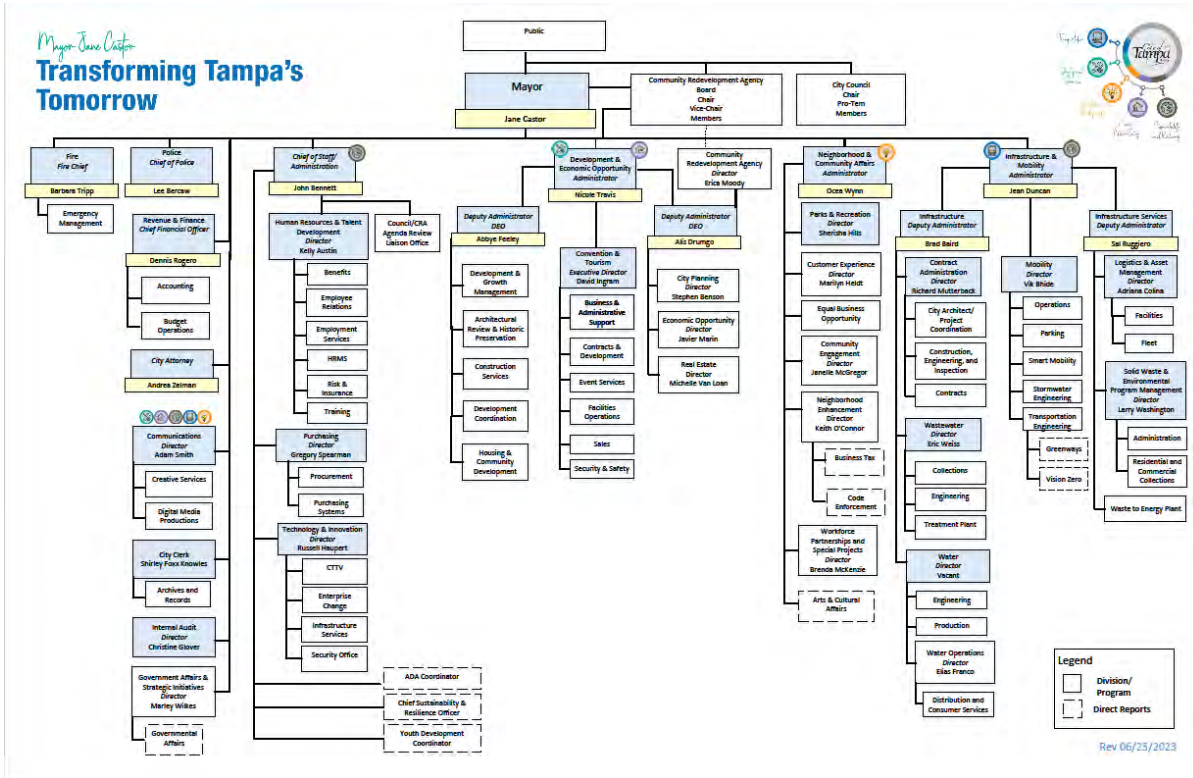 Mayor Jane Castor
Transforming Tampa's
Tomorrow
Public
Mayor
Jane Castor
Community Redevelopment Agency
Board
Chair
Vice-Chair
Members
City Council
Chair
Pro-Tem
Members
Tampa
Fire
Fire Chief
Barbara Tripp
Emergency
Management
Police
Chief of Police
Lee Bercaw
Revenue & Finance
Chief Financial Officer
Dennis Rogero
Accounting
Budget
Operations
City Attorney
Andrea Zelman
Communications
Director
Adam Smith
Creative Services
Digital Media
Productions
City Clerk
Shirley Foxx Knowles
Archives and
Records
Internal Audit
Director
Christine Glover
Government Affairs &
Strategic Initiatives
Director
Marley Wilkes
Governmental
Affairs
Chief of Staff/
Administration
John Bennett
Human Resources & Talent
Development
Director
Kelly Austin
Council/CRA
Agenda Review
Liaison Office
Benefits
Employee
Relations
Employment
Services
HRMS
Risk &
Insurance
Training
Purchasing
Director
Gregory Spearman
Procurement
Purchasing
Systems
Technology & Innovation
Director
Russell Haupert
CTTV
Enterprise
Change
Infrastructure
Services
Security Office
ADA Coordinator
Chief Sustainability &
Resilience Officer
Youth Development
Coordinator
Development &
Economic Opportunity
Administrator
Nicole Travis
Community
Redevelopment Agency
Director
Erica Moody
Deputy Administrator
DEO
Abbye Feeley
Development &
Growth
Management
Architectural
Review & Historic
Preservation
Construction
Services
Development
Coordination
Housing &
Community
Development
Convention &
Tourism
Executive Director
David Ingram
Business &
Administrative
Support
Contracts &
Development
Event Services
Facilities
Operations
Sales
Security & Safety
Deputy Administrator
DEO
Alis Drumgo
City Planning
Director
Stephen Benson
Economic Opportunity
Director
Javier Marin
Real Estate
Director
Michelle Van Loan
Neighborhood &
Community Affairs
Administrator
Ocea Wynn
Parks & Recreation
Director
Sherisha Hills
Customer Experience
Director
Marilyn Heidt
Equal Business
Opportunity
Community
Engagement
Director
Janelle McGregor
Neighborhood
Enhancement
Director
Keith O'Connor
Business Tax
Code
Enforcement
Workforce
Partnerships and
Special Projects
Director
Brenda McKenzie
Arts & Cultural
Affairs
Infrastructure &
Mobility
Administrator
Jean Duncan
Infrastructure
Deputy Administrator
Brad Baird
Contract
Administration
Director
Richard Mutterback
City Architect/
Project
Coordination
Construction,
Engineering, and
Inspection
Contracts
Wastewater
Director
Eric Weiss
Collections
Engineering
Treatment Plant
Water
Director
Vacant
Engineering
Production
Water Operations
Director
Elias Franco
Distribution and
Consumer Services
Mobility
Director
Vik Bhide
Operations
Parking
Smart Mobility
Stormwater
Engineering
Transportation
Engineering
Greenways
Vision Zero
Infrastructure Services
Deputy Administrator
Sal Ruggiero
Logistics & Asset
Management
Director
Adriana Colina
Facilities
Fleet
Solid Waste &
Environmental
Program Management
Director
Larry Washington
Administration
Residential and
Commercial
Collections
Waste to Energy Plant
Legend
Division/
Program
Direct Reports
Rev 06/23/2023